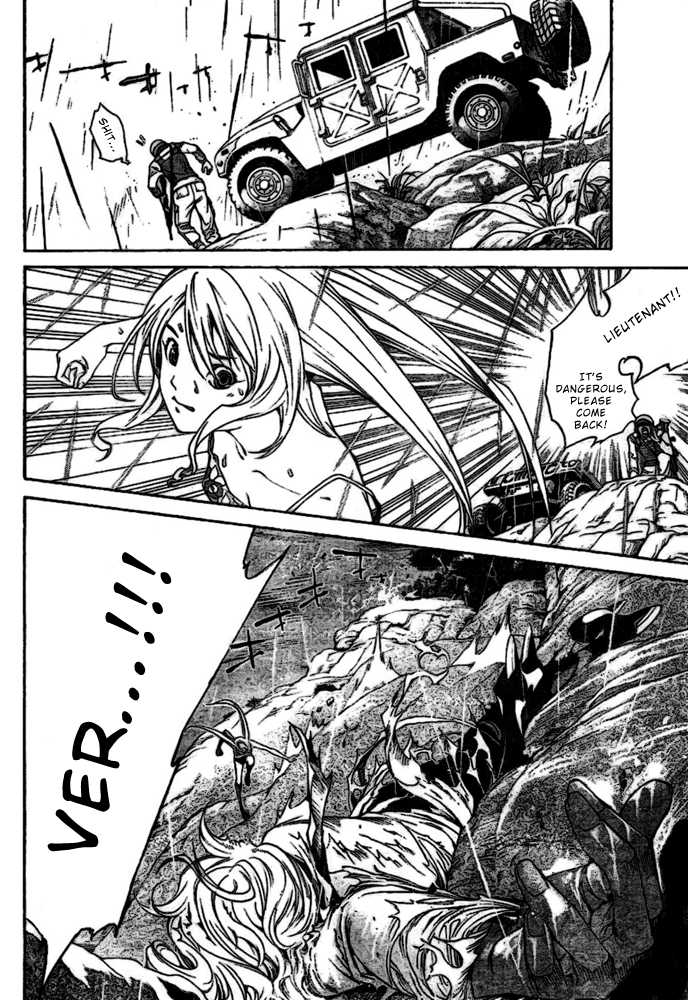 SHIT...
LIEUTENANT!!
IT'S
DANGEROUS,
PLEASE
COME
BACK!
VER...!!!